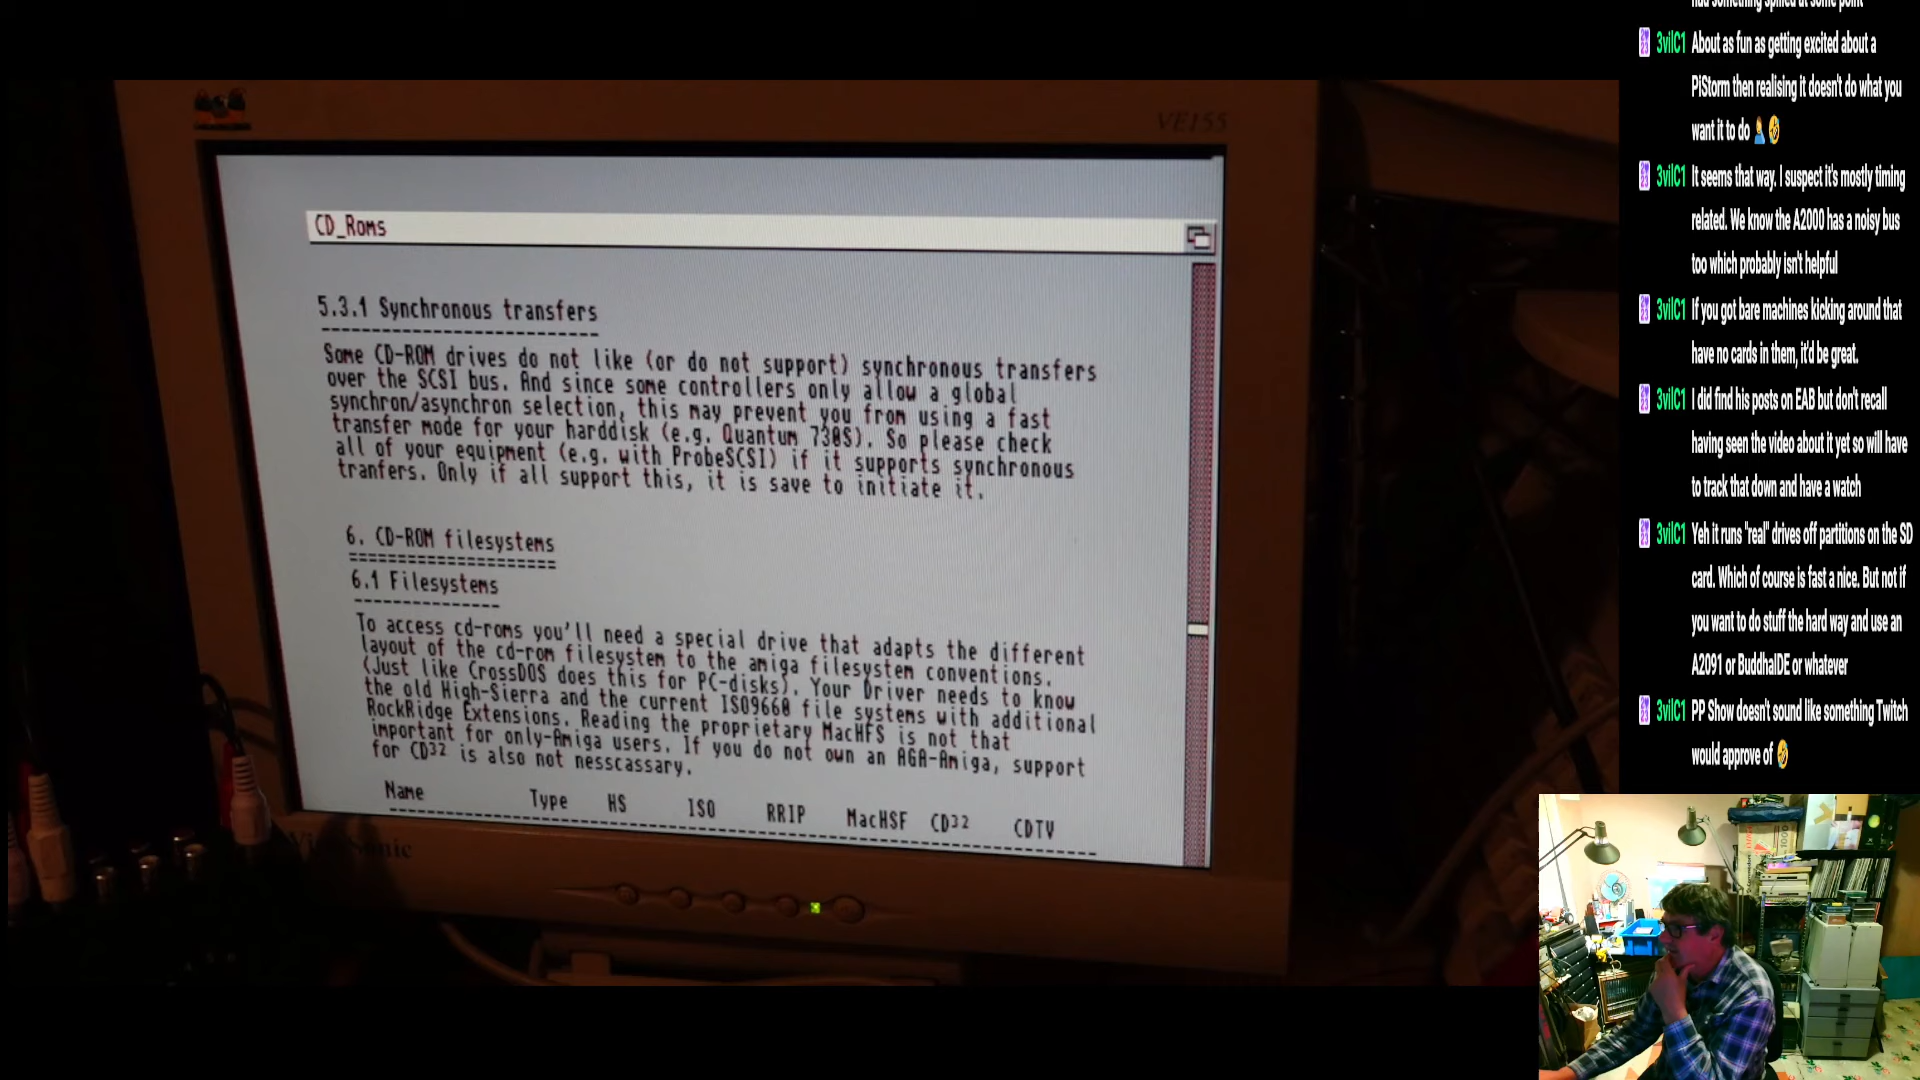 VE155
CD_Roms
5.3.1 Synchronous transfers
Some CD-ROM drives do not like (or do not support) synchronous transfers
over the SCSI bus. And since some controllers only allow a global
synchron/asynchron selection, this may prevent you from using a fast
transfer mode for your harddisk (e.g. Quantum 730S). So please check
all of your equipment (e.g. with ProbeSCSI) if it supports synchronous
tranfers. Only if all support this, it is save to initiate it.
6. CD-ROM filesystems
6.1 Filesystems
To access cd-roms you'll need a special drive that adapts the different
layout of the cd-rom filesystem to the amiga filesystem conventions.
(Just like CrossDOS does this for PC-disks). Your Driver needs to know
the old High-Sierra and the current ISO9660 file systems with additional
RockRidge Extensions. Reading the proprietary MacHFS is not that
important for only-Amiga users. If you do not own an AGA-Amiga, support
for CD³² is also not nesscassary.
Name Type HS ISO RRIP MacHSF CD³² CDTV
ViewSonic
had something spilled at some point
3vilC1 About as fun as getting excited about a
PiStorm then realising it doesn't do what you
want it to do 🤦🤣
3vilC1 It seems that way. I suspect it's mostly timing
related. We know the A2000 has a noisy bus
too which probably isn't helpful
3vilC1 If you got bare machines kicking around that
have no cards in them, it'd be great.
3vilC1 I did find his posts on EAB but don't recall
having seen the video about it yet so will have
to track that down and have a watch
3vilC1 Yeh it runs "real" drives off partitions on the SD
card. Which of course is fast a nice. But not if
you want to do stuff the hard way and use an
A2091 or BuddhaIDE or whatever
3vilC1 PP Show doesn't sound like something Twitch
would approve of 🤣